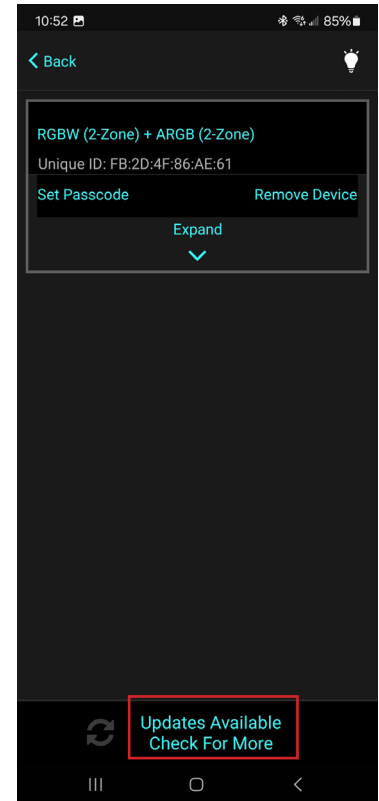 10:52 85%
Back
RGBW (2-Zone) + ARGB (2-Zone)
Unique ID: FB:2D:4F:86:AE:61
Set Passcode Remove Device
Expand
Updates Available
Check For More